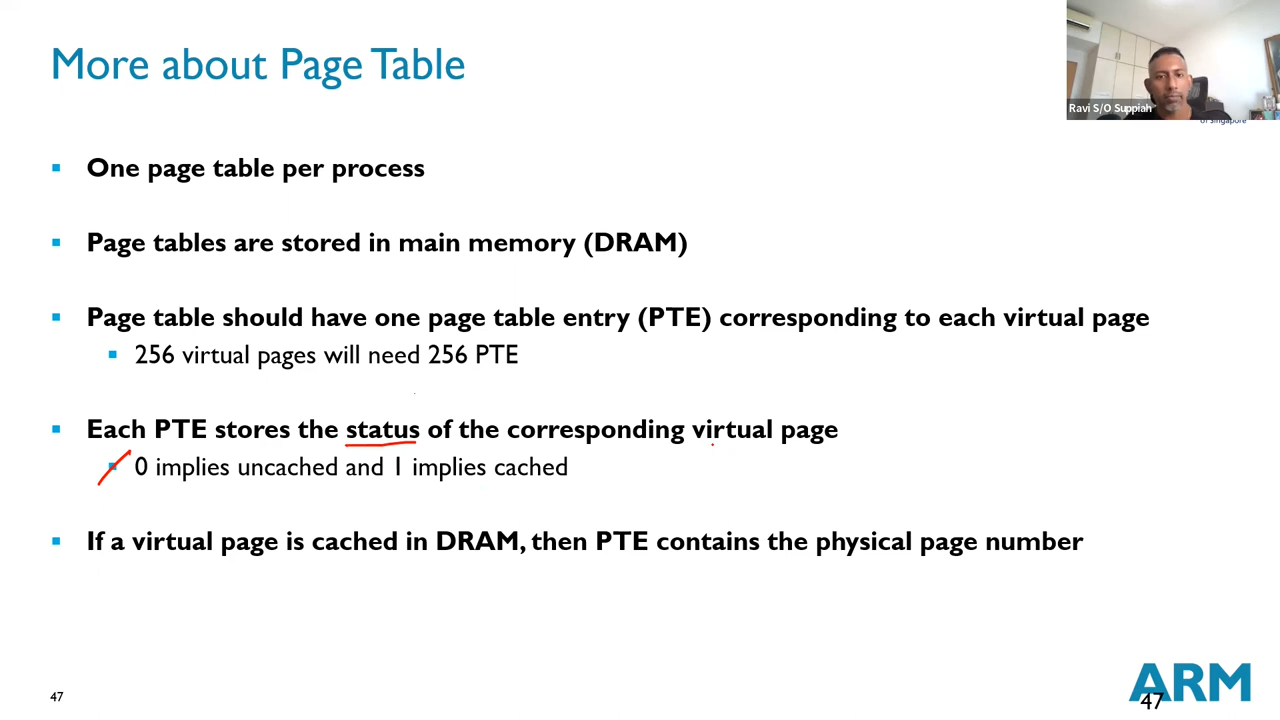 More about Page Table
Ravi S/O Suppiah
of Singapore
One page table per process
Page tables are stored in main memory (DRAM)
Page table should have one page table entry (PTE) corresponding to each virtual page
256 virtual pages will need 256 PTE
Each PTE stores the status of the corresponding virtual page
0 implies uncached and 1 implies cached
If a virtual page is cached in DRAM, then PTE contains the physical page number
47
ARM
47